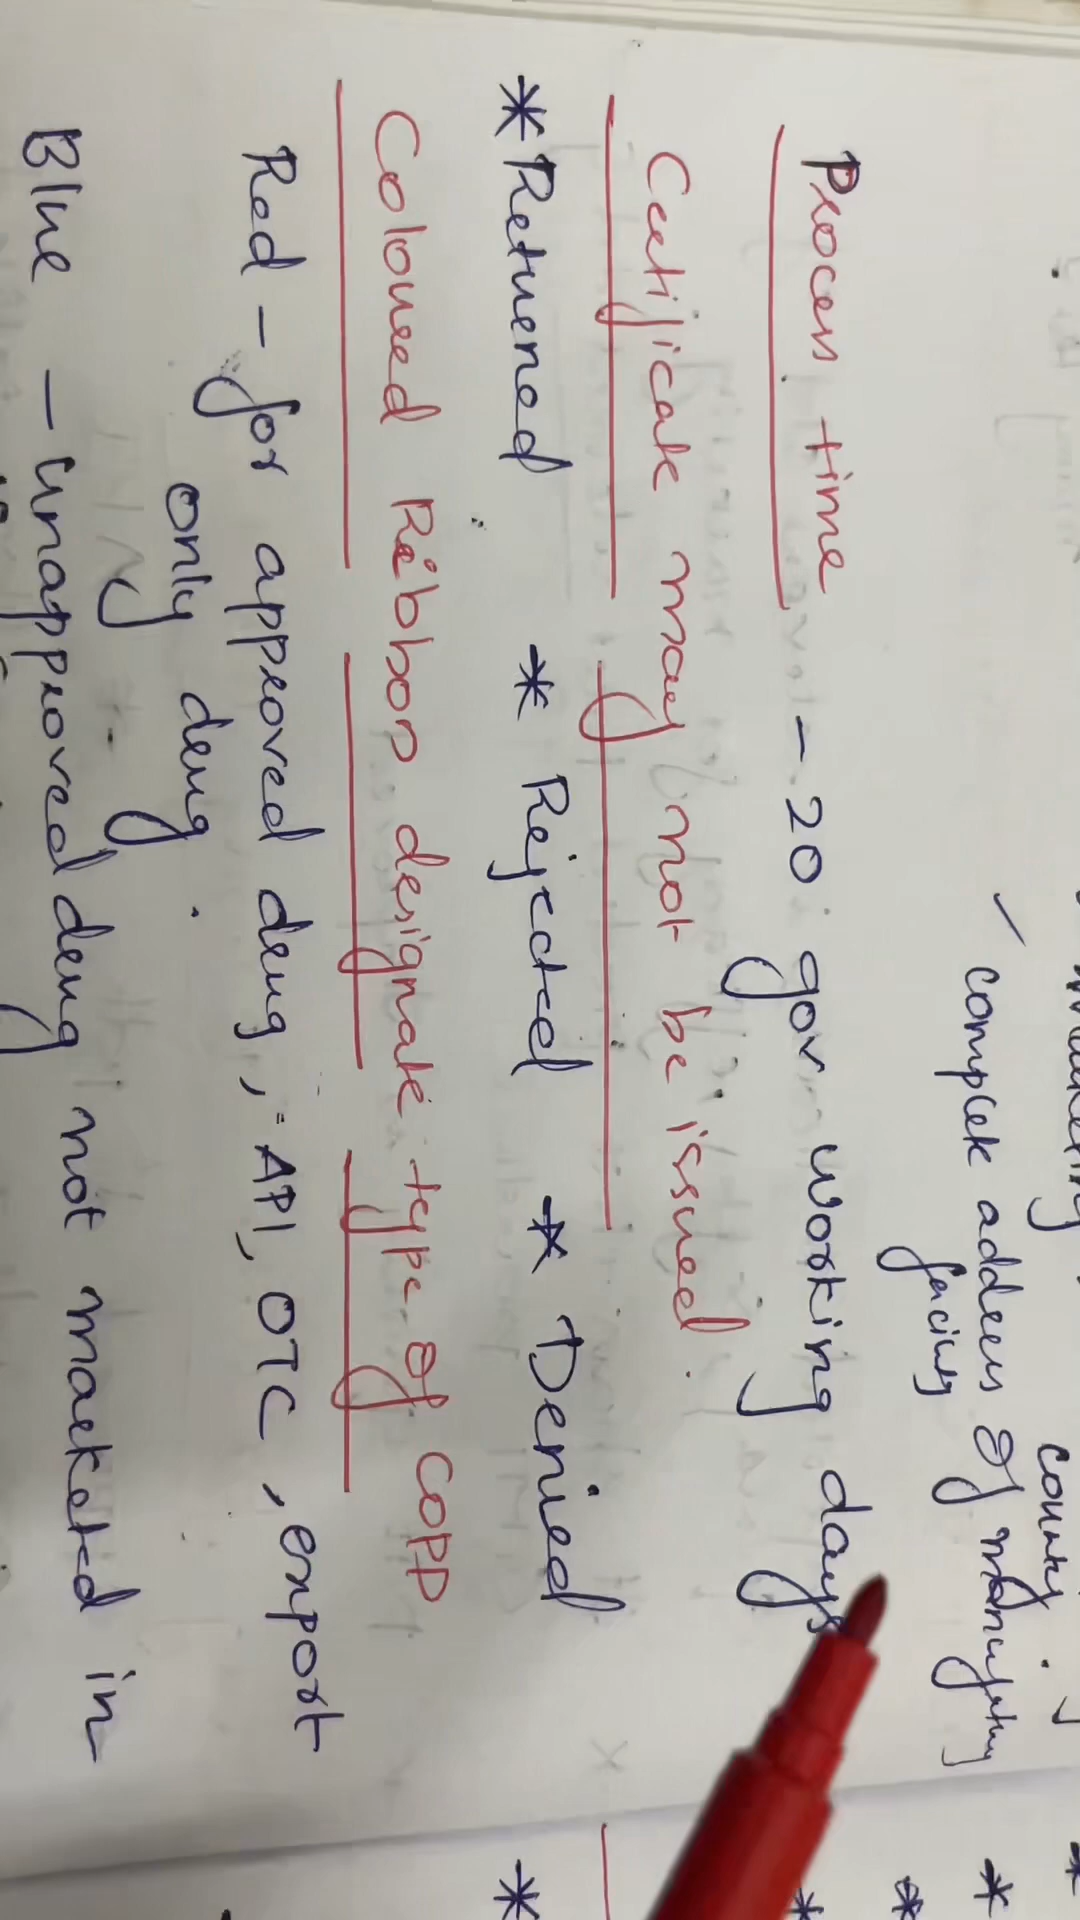 country.
✓ complete address of manufacturing
facility
Process time - 20 gov working days
Certificate may not be issued.
* Returned * Rejected * Denied
Coloured Ribbon designate type of COPP
Red - for approved drug, API, OTC, export
only drug.
Blue - unapproved drug not marketed in